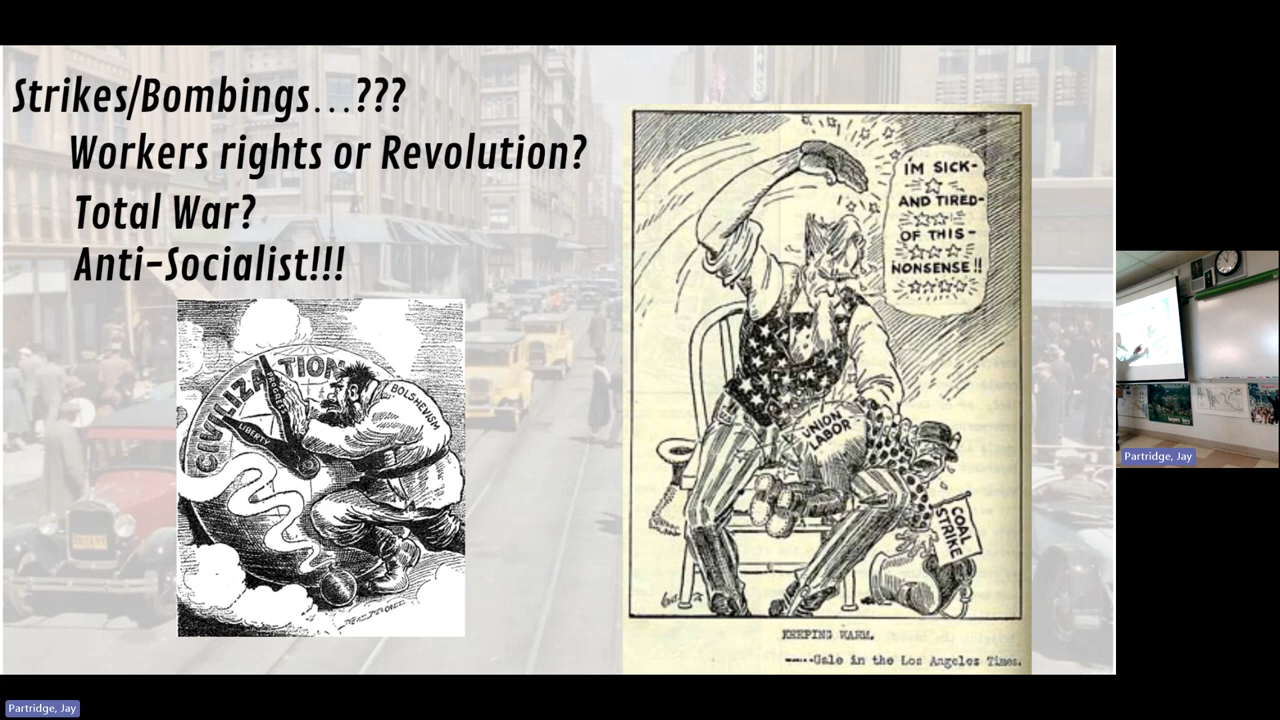 Strikes/Bombings...???
Workers rights or Revolution?
Total War?
Anti-Socialist!!!
CIVILIZATION
BOLSHEVISM
LIBERTY
I'M SICK-
AND TIRED-
OF THIS-
NONSENSE!!
UNION
LABOR
COAL
STRIKE
KEEPING WARM.
Gale in the Los Angeles Times.
Partridge, Jay
Partridge, Jay